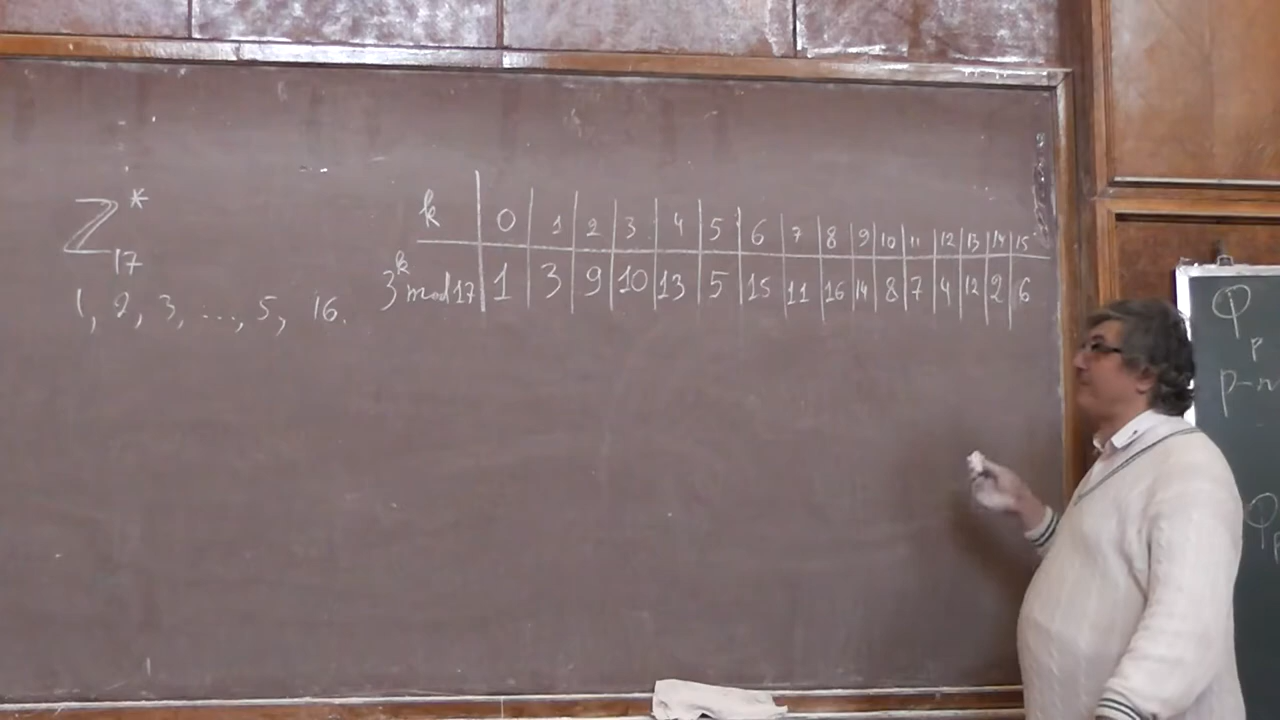 Z*17
1, 2, 3, ..., 5, 16.
k 0 1 2 3 4 5 6 7 8 9 10 11 12 13 14 15
3^k mod 17 1 3 9 10 13 5 15 11 16 14 8 7 4 12 2 6
Q p